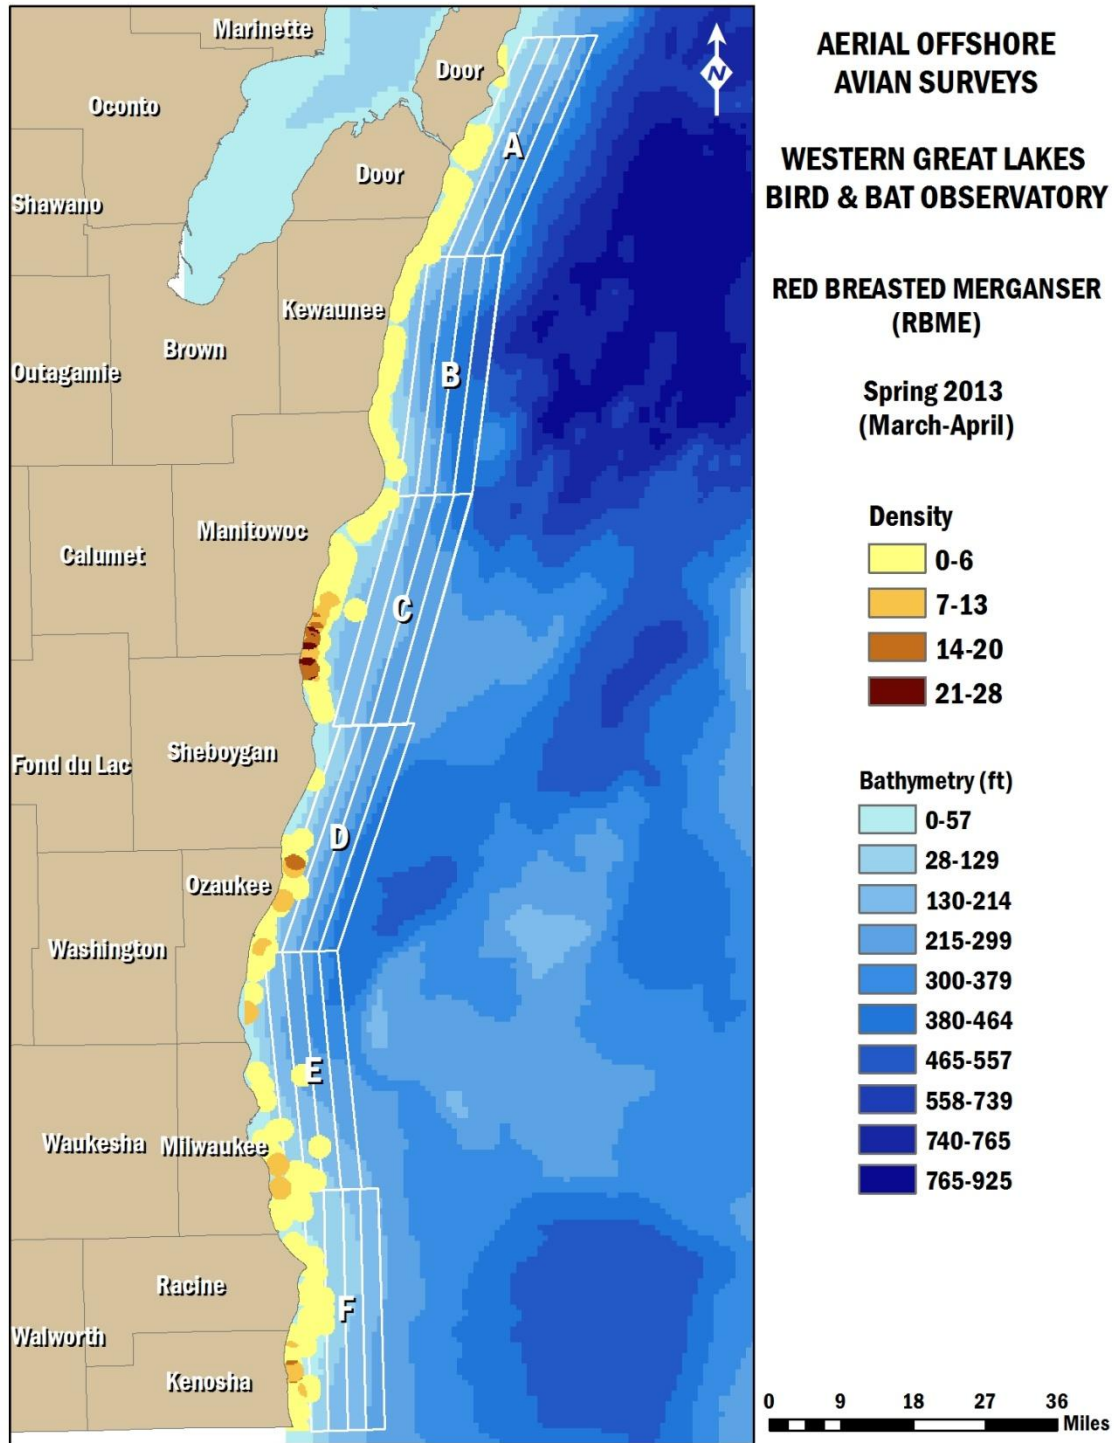 AERIAL OFFSHORE
AVIAN SURVEYS
WESTERN GREAT LAKES
BIRD & BAT OBSERVATORY
RED BREASTED MERGANSER
(RBME)
Spring 2013
(March-April)
Density
0-6
7-13
14-20
21-28
Bathymetry (ft)
0-57
28-129
130-214
215-299
300-379
380-464
465-557
558-739
740-765
765-925
0 9 18 27 36
Miles
N
Marinette
Door
Oconto
A
Door
Shawano
Kewaunee
Brown
Outagamie
B
Manitowoc
Calumet
C
Sheboygan
Fond du Lac
D
Ozaukee
Washington
E
Waukesha
Milwaukee
Racine
F
Walworth
Kenosha